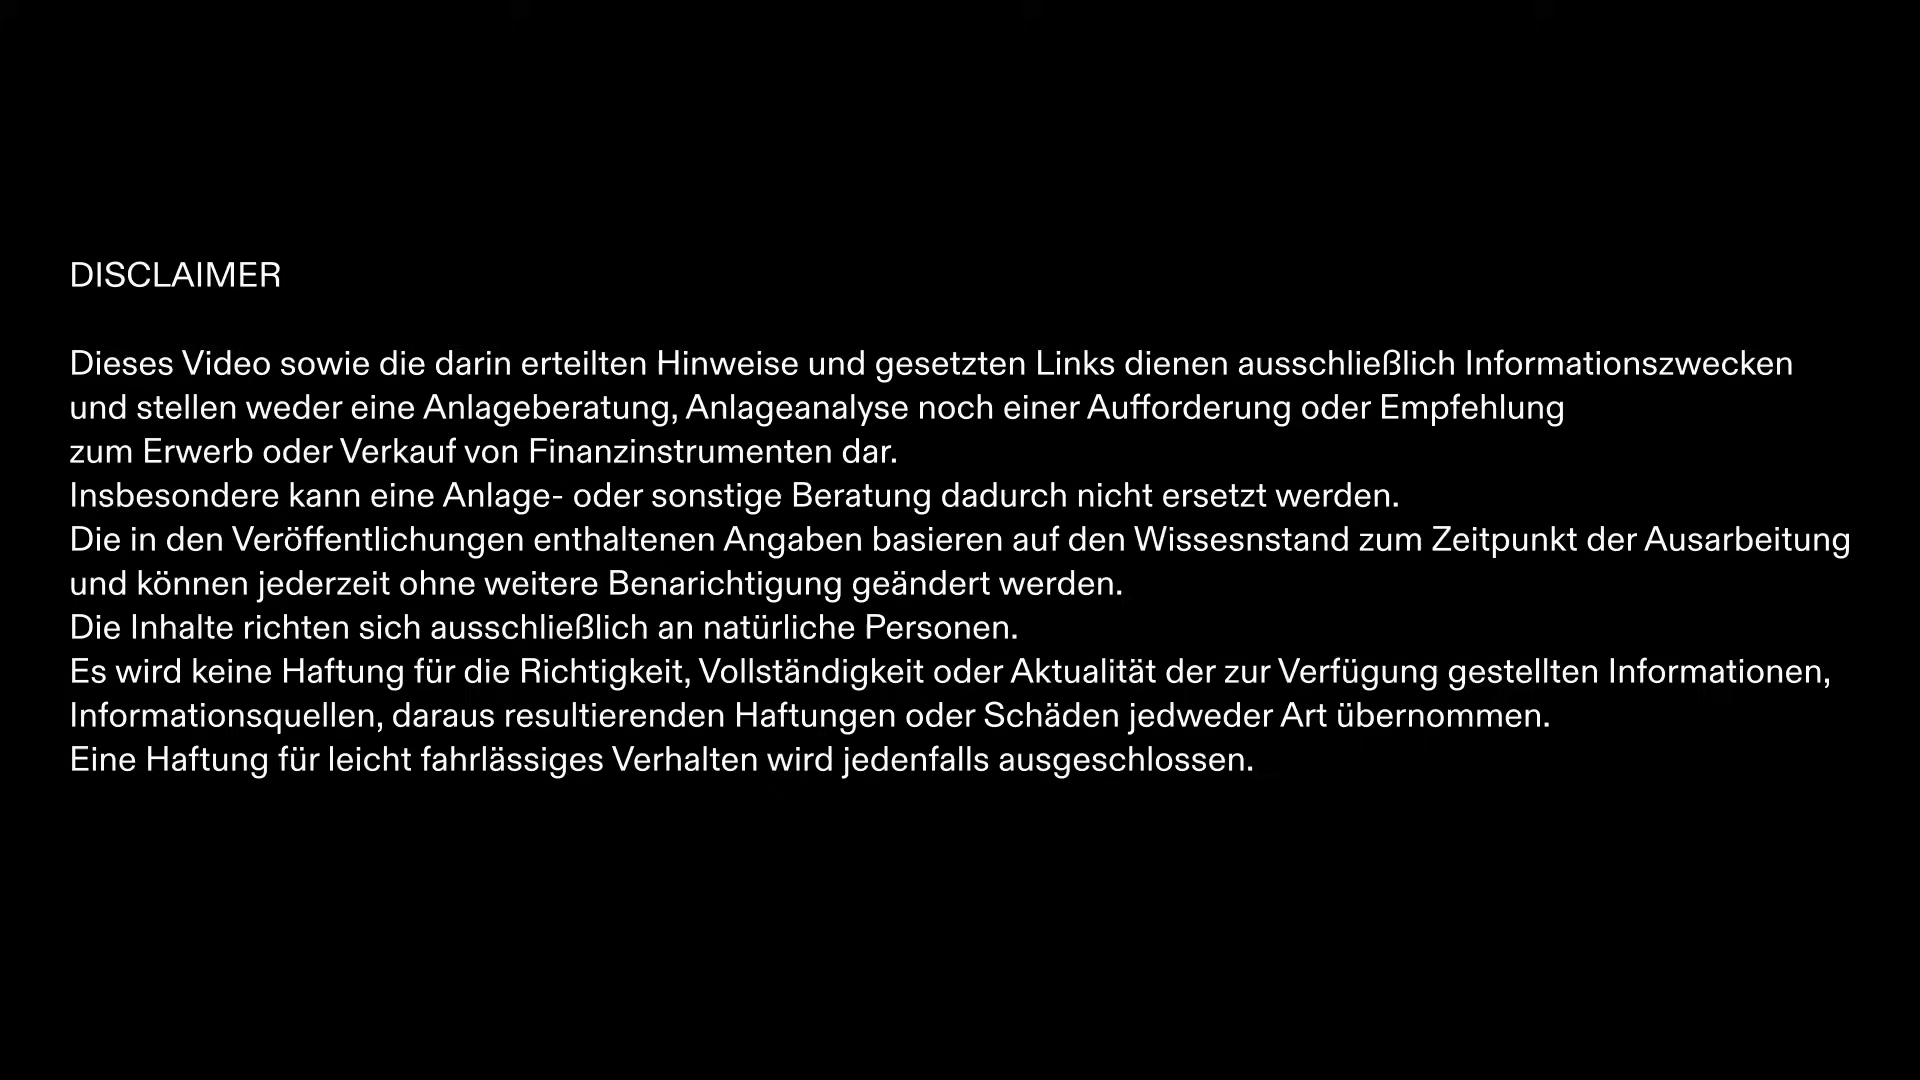 DISCLAIMER
Dieses Video sowie die darin erteilten Hinweise und gesetzten Links dienen ausschließlich Informationszwecken
und stellen weder eine Anlageberatung, Anlageanalyse noch einer Aufforderung oder Empfehlung
zum Erwerb oder Verkauf von Finanzinstrumenten dar.
Insbesondere kann eine Anlage- oder sonstige Beratung dadurch nicht ersetzt werden.
Die in den Veröffentlichungen enthaltenen Angaben basieren auf den Wissesnstand zum Zeitpunkt der Ausarbeitung
und können jederzeit ohne weitere Benarichtigung geändert werden.
Die Inhalte richten sich ausschließlich an natürliche Personen.
Es wird keine Haftung für die Richtigkeit, Vollständigkeit oder Aktualität der zur Verfügung gestellten Informationen,
Informationsquellen, daraus resultierenden Haftungen oder Schäden jedweder Art übernommen.
Eine Haftung für leicht fahrlässiges Verhalten wird jedenfalls ausgeschlossen.